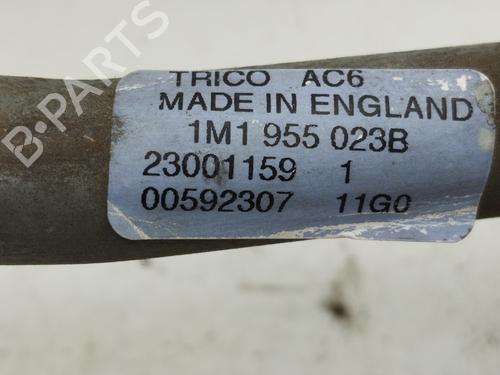 TRICO AC6
MADE IN ENGLAND
1M1 955 023B
23001159 1
00592307 11G0
B-PARTS